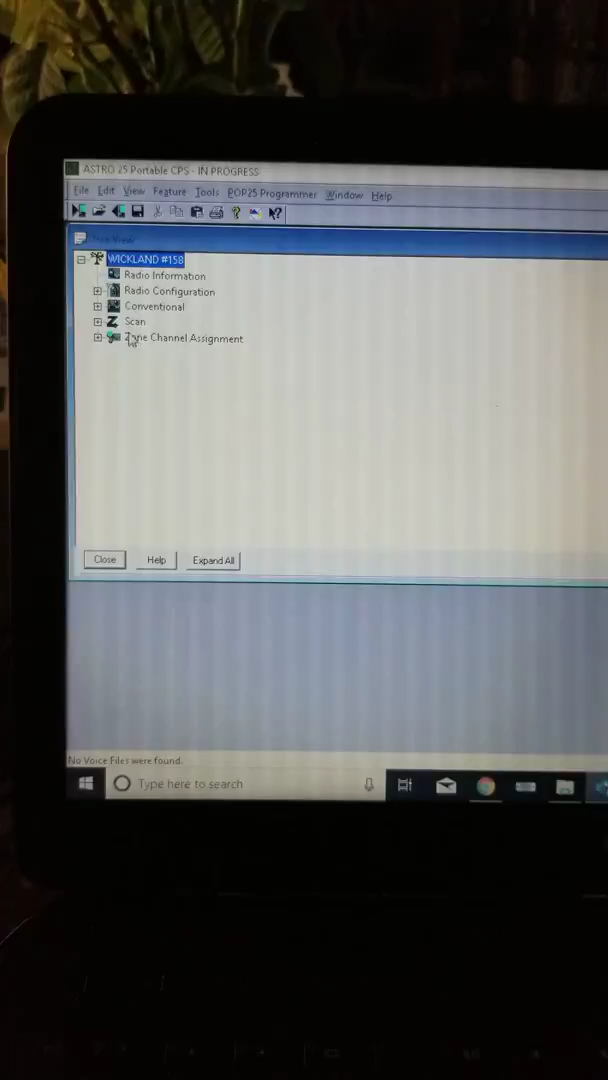 ASTRO 25 Portable CPS - IN PROGRESS
File Edit View Feature Tools POP25 Programmer Window Help
Tree View
WICKLAND #158
Radio Information
Radio Configuration
Conventional
Z Scan
Zone Channel Assignment
Close Help Expand All
No Voice Files were found.
Type here to search